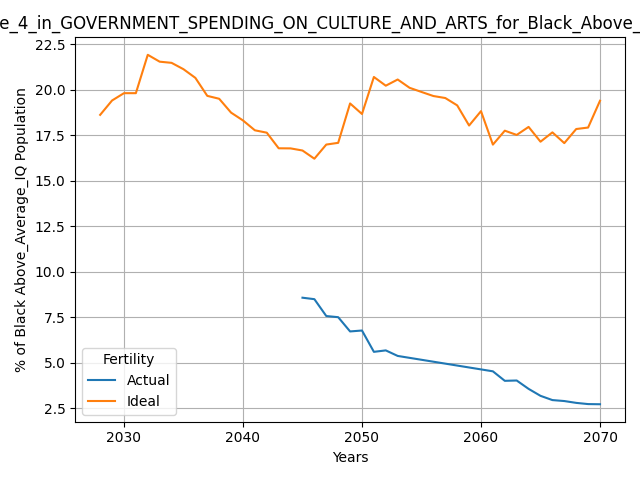 e_4_in_GOVERNMENT_SPENDING_ON_CULTURE_AND_ARTS_for_Black_Above_
% of Black Above_Average_IQ Population
22.5
20.0
17.5
15.0
12.5
10.0
7.5
5.0
2.5
Fertility
Actual
Ideal
2030
2040
2050
2060
2070
Years